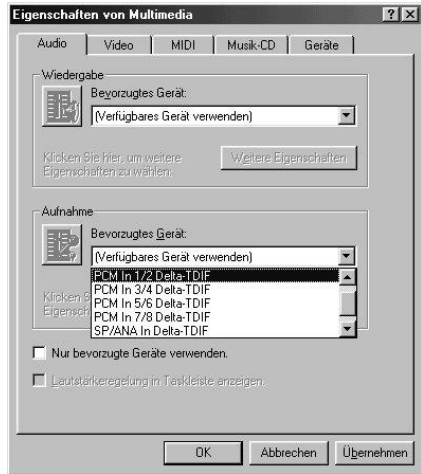 Eigenschaften von Multimedia
Audio Video MIDI Musik-CD Geräte
Wiedergabe
Bevorzugtes Gerät:
(Verfügbares Gerät verwenden)
Klicken Sie hier, um weitere
Eigenschaften zu wählen:
Weitere Eigenschaften
Aufnahme
Bevorzugtes Gerät:
(Verfügbares Gerät verwenden)
PCM In 1/2 Delta-TDIF
PCM In 3/4 Delta-TDIF
PCM In 5/6 Delta-TDIF
PCM In 7/8 Delta-TDIF
SP/ANA In Delta-TDIF
Klicken S
Eigensch
Nur bevorzugte Geräte verwenden.
Lautstärkeregelung in Taskleiste anzeigen.
OK Abbrechen Übernehmen